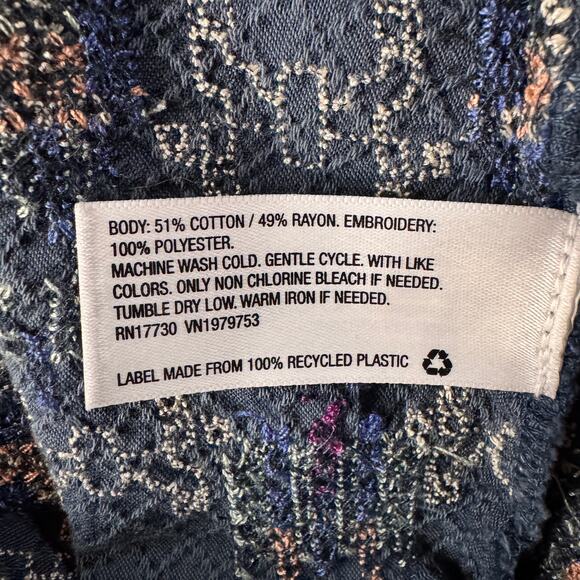 BODY: 51% COTTON / 49% RAYON. EMBROIDERY:
100% POLYESTER.
MACHINE WASH COLD. GENTLE CYCLE. WITH LIKE
COLORS. ONLY NON CHLORINE BLEACH IF NEEDED.
TUMBLE DRY LOW. WARM IRON IF NEEDED.
RN17730 VN1979753
LABEL MADE FROM 100% RECYCLED PLASTIC